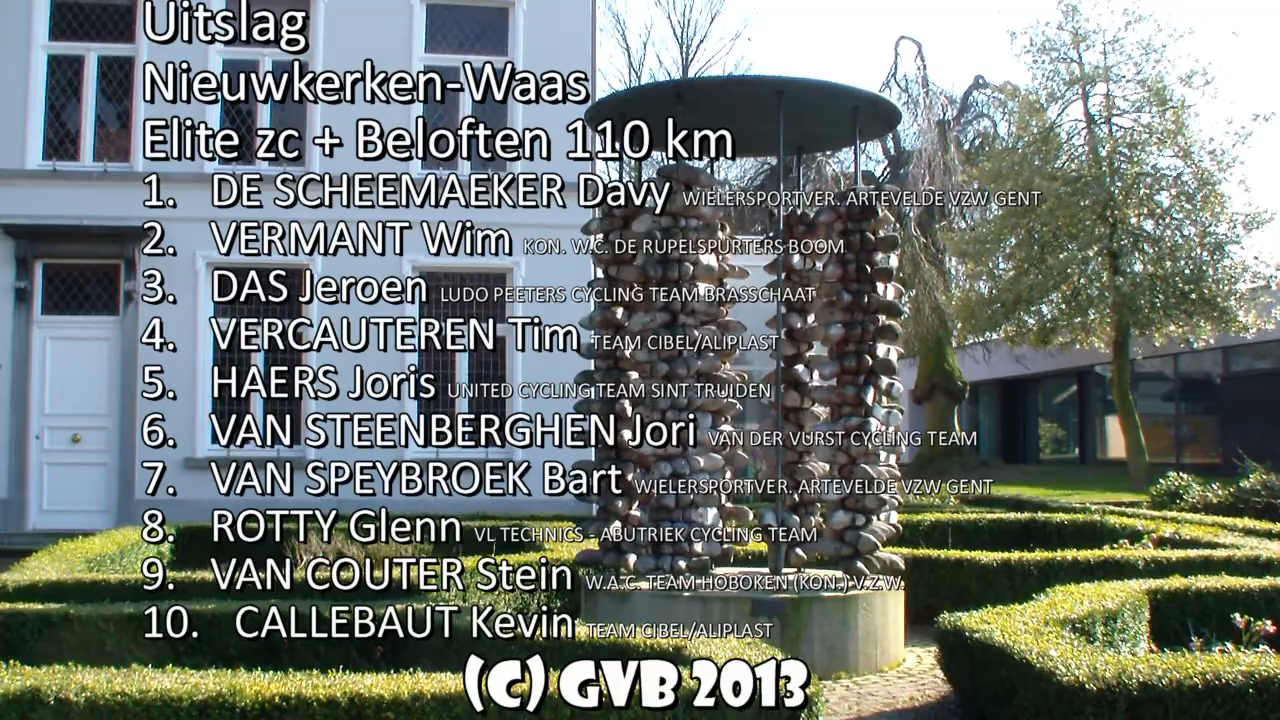 Uitslag
Nieuwkerken-Waas
Elite zc + Beloften 110 km
1. DE SCHEEMAEKER Davy WIELERSPORTVER. ARTEVELDE VZW GENT
2. VERMANT Wim KON. W.C. DE RUPELSPURTERS BOOM
3. DAS Jeroen LUDO PEETERS CYCLING TEAM BRASSCHAAT
4. VERCAUTEREN Tim TEAM CIBEL/ALIPLAST
5. HAERS Joris UNITED CYCLING TEAM SINT TRUIDEN
6. VAN STEENBERGHEN Jori VAN DER VURST CYCLING TEAM
7. VAN SPEYBROEK Bart WIELERSPORTVER. ARTEVELDE VZW GENT
8. ROTTY Glenn VL TECHNICS - ABUTRIEK CYCLING TEAM
9. VAN COUTER Stein W.A.C. TEAM HOBOKEN (KON.) V.Z.W.
10. CALLEBAUT Kevin TEAM CIBEL/ALIPLAST
(C) GVB 2013